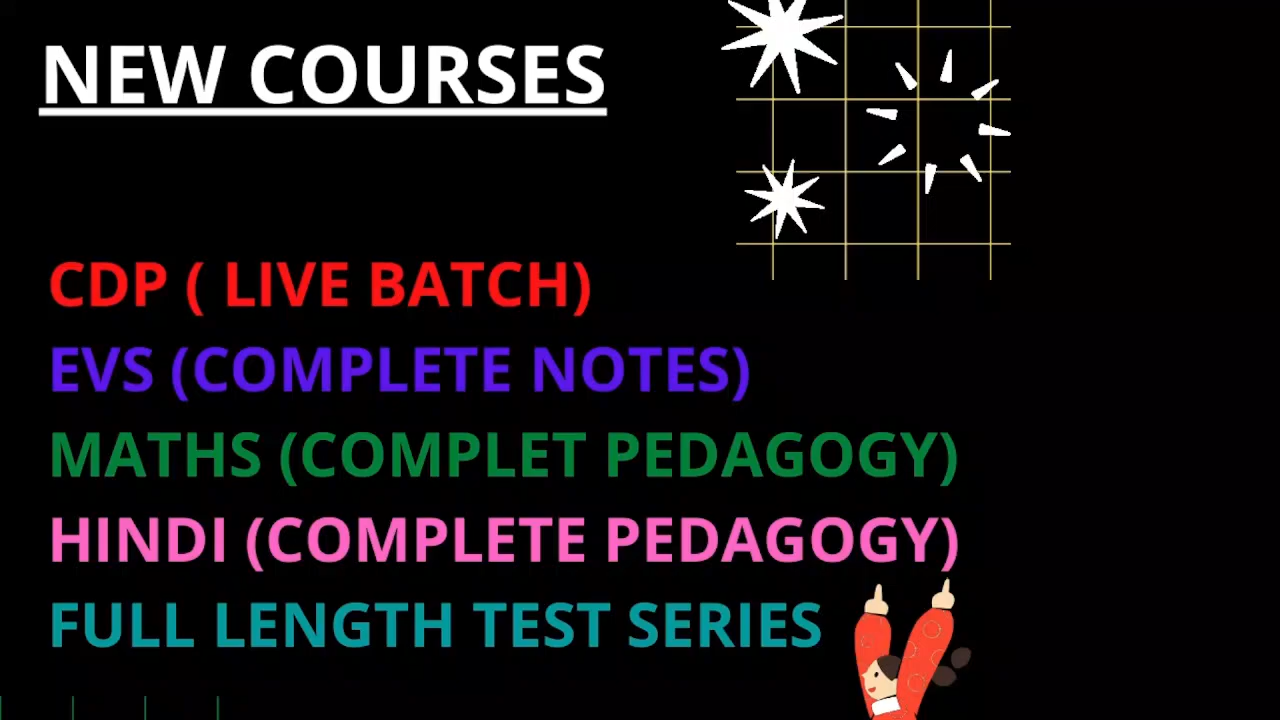 NEW COURSES
CDP ( LIVE BATCH)
EVS (COMPLETE NOTES)
MATHS (COMPLET PEDAGOGY)
HINDI (COMPLETE PEDAGOGY)
FULL LENGTH TEST SERIES